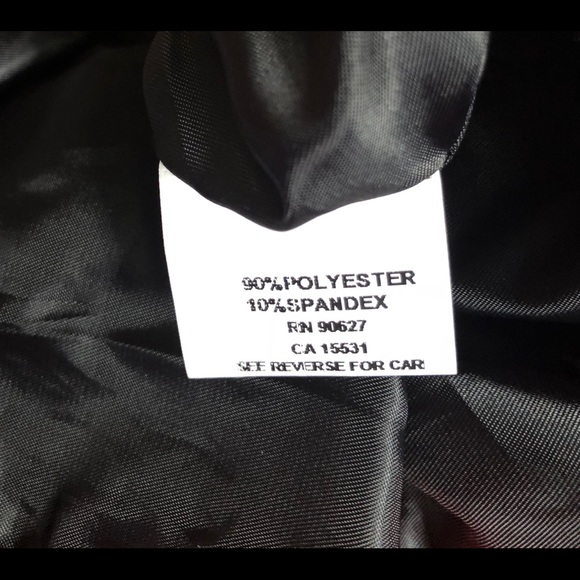 90%POLYESTER
10%SPANDEX
RN 90627
CA 15531
SEE REVERSE FOR CAR